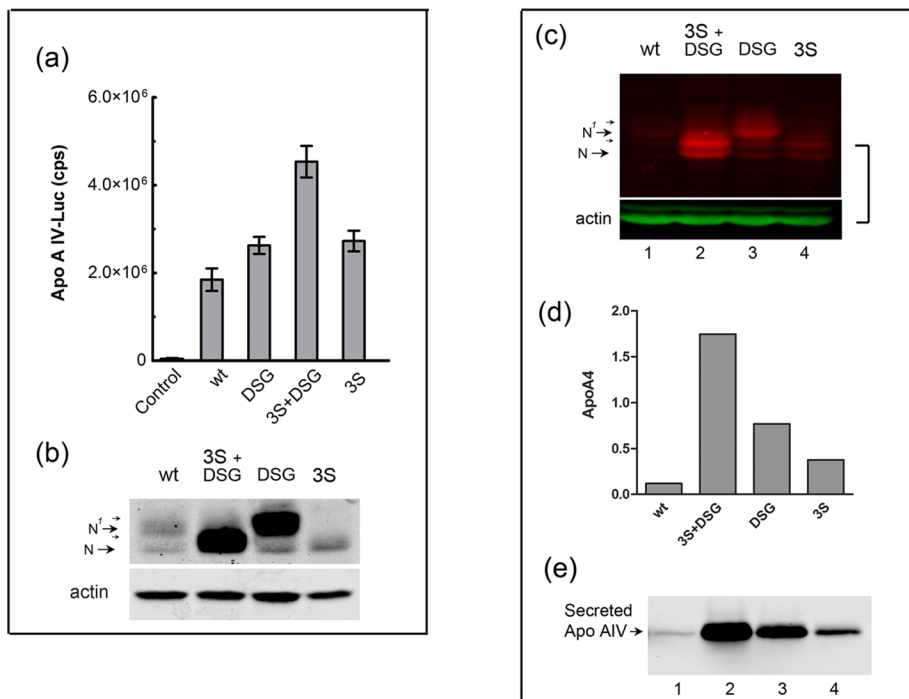 (a)
Apo A IV-Luc (cps)
6.0×10⁶
4.0×10⁶
2.0×10⁶
0
Control
wt
DSG
3S+DSG
3S
(b)
wt
3S +
DSG
DSG
3S
N¹→
N→
actin
(c)
wt
3S +
DSG
DSG
3S
N¹→
N→
actin
1 2 3 4
(d)
ApoA4
2.0
1.5
1.0
0.5
0.0
wt
3S+DSG
DSG
3S
(e)
Secreted
Apo AIV→
1 2 3 4